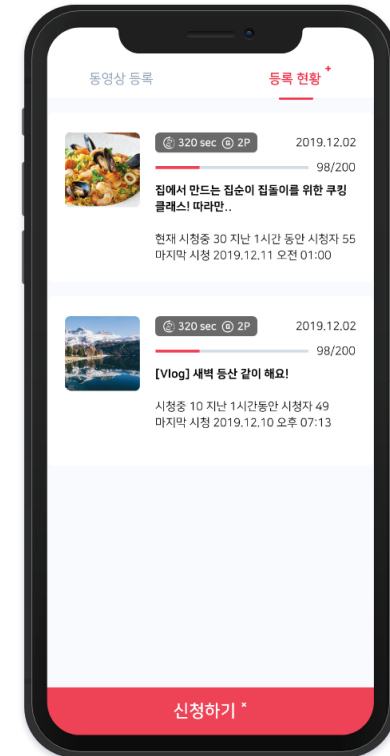 동영상 등록
등록 현황 +
320 sec 2P
2019.12.02
98/200
집에서 만드는 집순이 집돌이를 위한 쿠킹
클래스! 따라만..
현재 시청중 30 지난 1시간 동안 시청자 55
마지막 시청 2019.12.11 오전 01:00
320 sec 2P
2019.12.02
98/200
[Vlog] 새벽 등산 같이 해요!
시청중 10 지난 1시간동안 시청자 49
마지막 시청 2019.12.10 오후 07:13
신청하기 ×